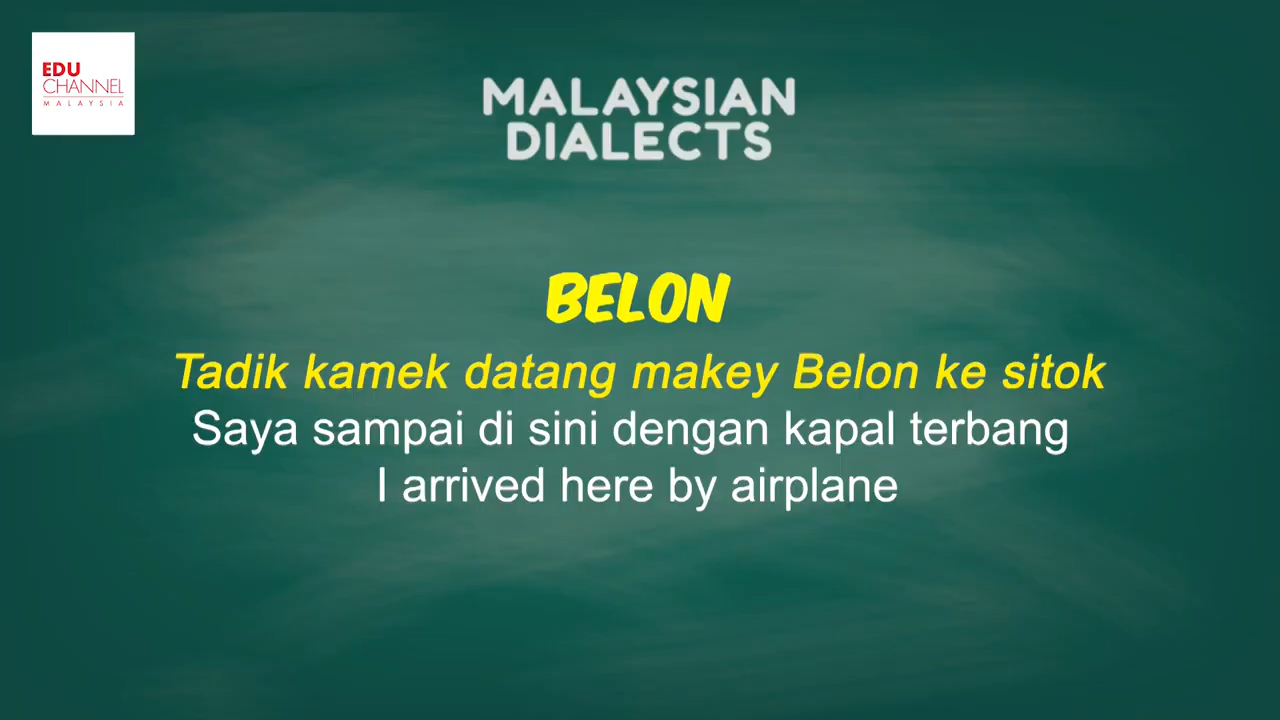 EDU
CHANNEL
MALAYSIA
MALAYSIAN
DIALECTS
BELON
Tadik kamek datang makey Belon ke sitok
Saya sampai di sini dengan kapal terbang
I arrived here by airplane